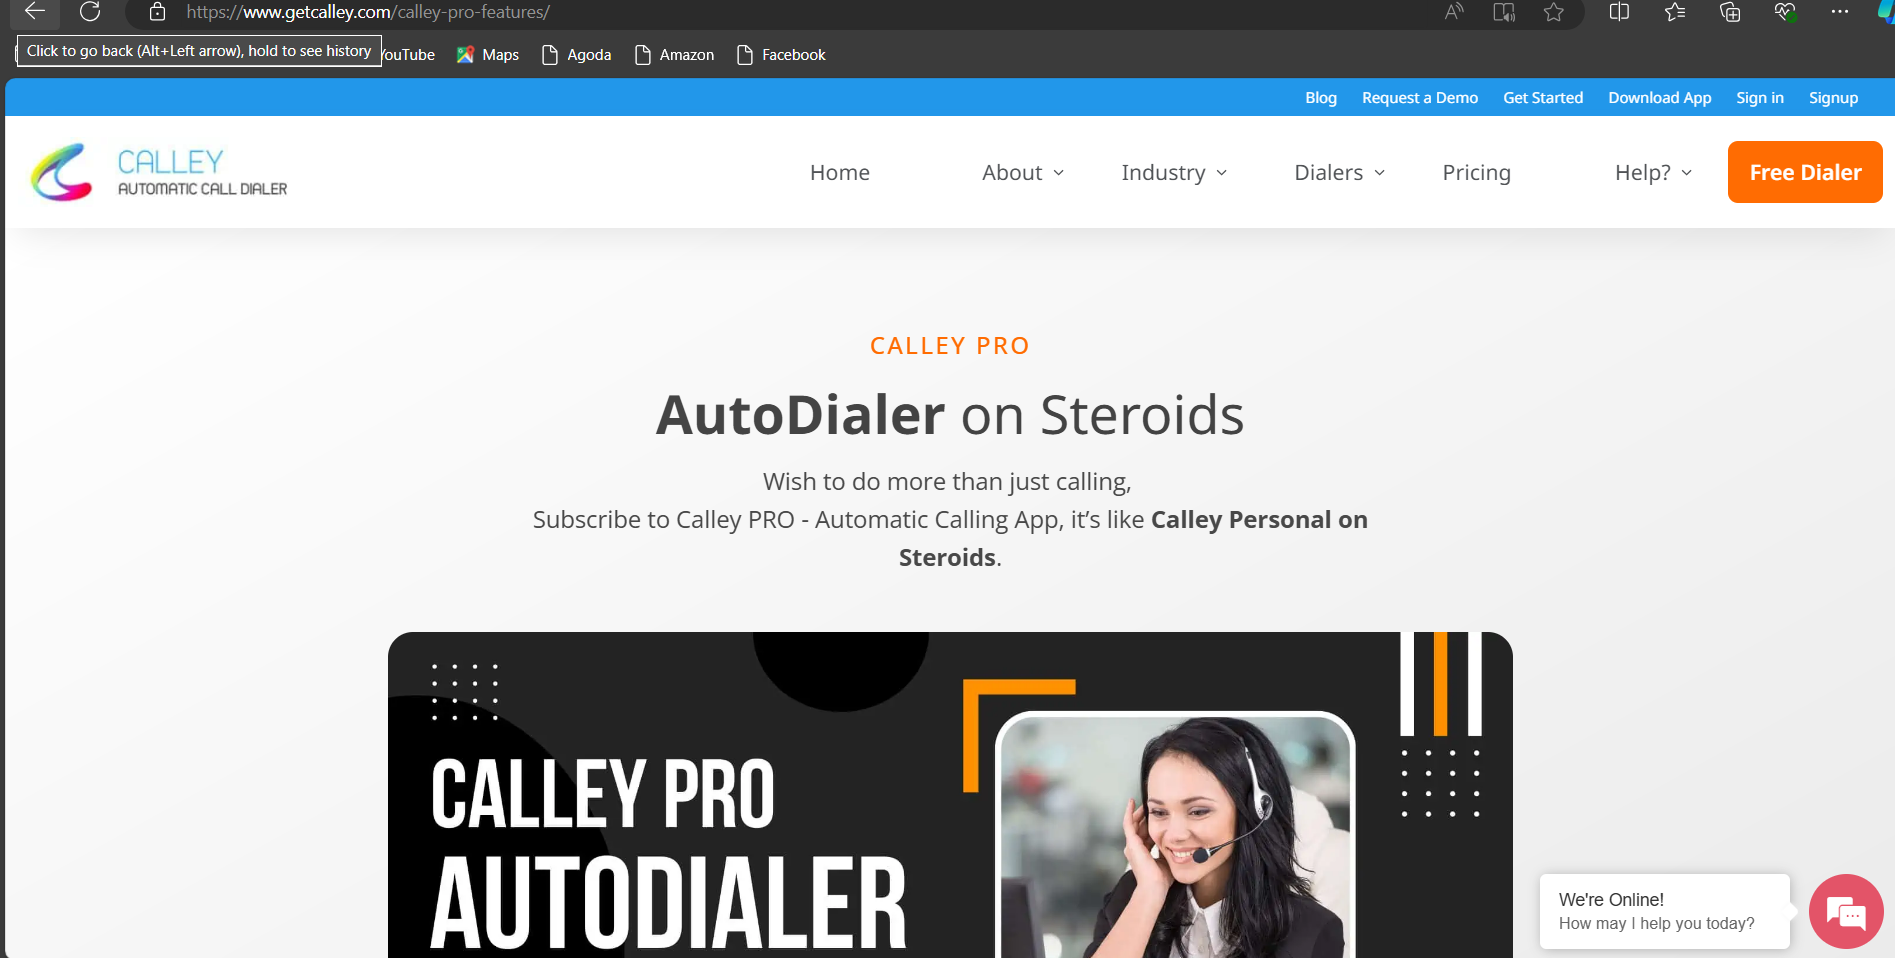 https://www.getcalley.com/calley-pro-features/
Click to go back (Alt+Left arrow), hold to see history
YouTube
Maps
Agoda
Amazon
Facebook
Blog
Request a Demo
Get Started
Download App
Sign in
Signup
CALLEY
AUTOMATIC CALL DIALER
Home
About
Industry
Dialers
Pricing
Help?
Free Dialer
CALLEY PRO
AutoDialer on Steroids
Wish to do more than just calling,
Subscribe to Calley PRO - Automatic Calling App, it’s like Calley Personal on
Steroids.
CALLEY PRO
AUTODIALER
We're Online!
How may I help you today?